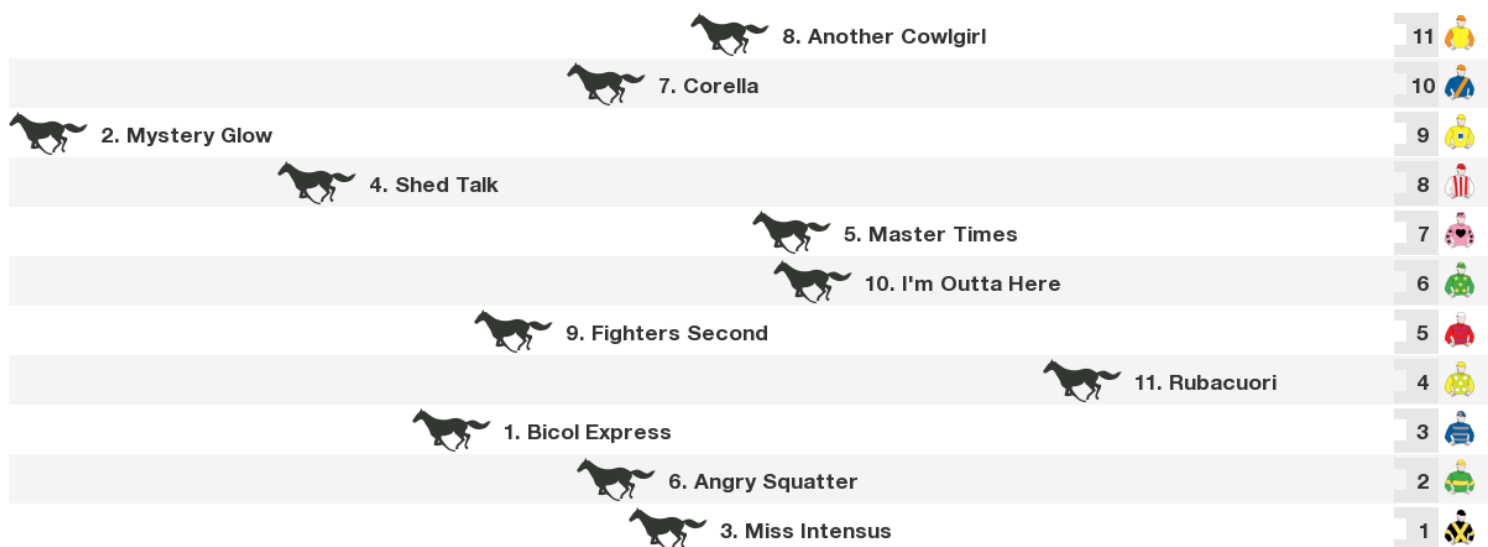 8. Another Cowlgirl 11
7. Corella 10
2. Mystery Glow 9
4. Shed Talk 8
5. Master Times 7
10. I'm Outta Here 6
9. Fighters Second 5
11. Rubacuori 4
1. Bicol Express 3
6. Angry Squatter 2
3. Miss Intensus 1